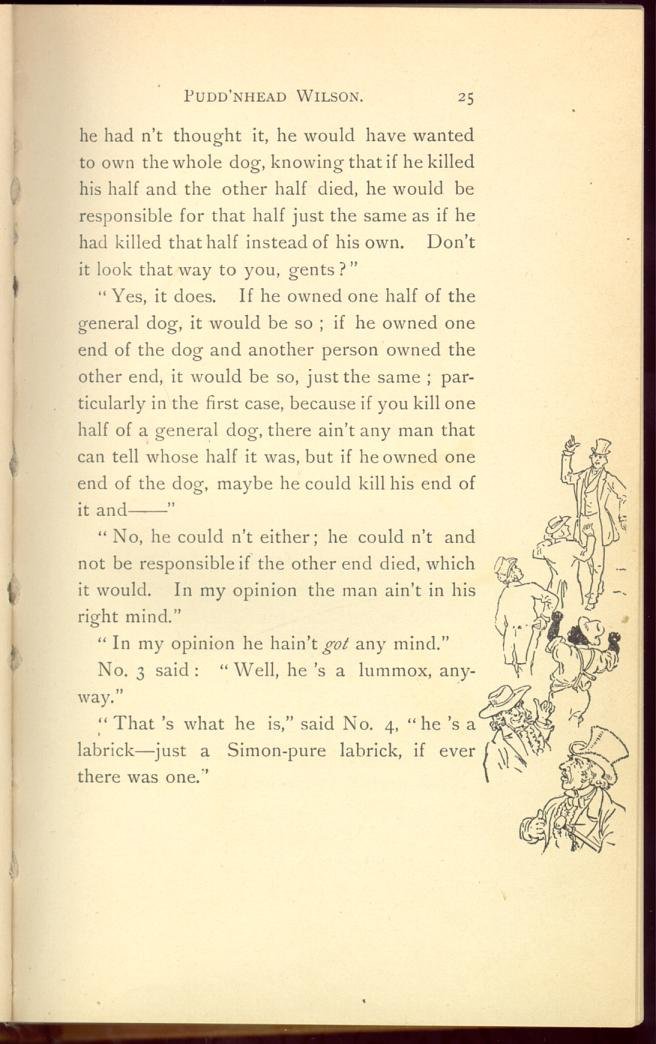 PUDD'NHEAD WILSON. 25
he had n't thought it, he would have wanted
to own the whole dog, knowing that if he killed
his half and the other half died, he would be
responsible for that half just the same as if he
had killed that half instead of his own. Don't
it look that way to you, gents?"
"Yes, it does. If he owned one half of the
general dog, it would be so; if he owned one
end of the dog and another person owned the
other end, it would be so, just the same; par-
ticularly in the first case, because if you kill one
half of a general dog, there ain't any man that
can tell whose half it was, but if he owned one
end of the dog, maybe he could kill his end of
it and——"
"No, he could n't either; he could n't and
not be responsible if the other end died, which
it would. In my opinion the man ain't in his
right mind."
"In my opinion he hain't got any mind."
No. 3 said: "Well, he 's a lummox, any-
way."
"That 's what he is," said No. 4, "he 's a
labrick—just a Simon-pure labrick, if ever
there was one."